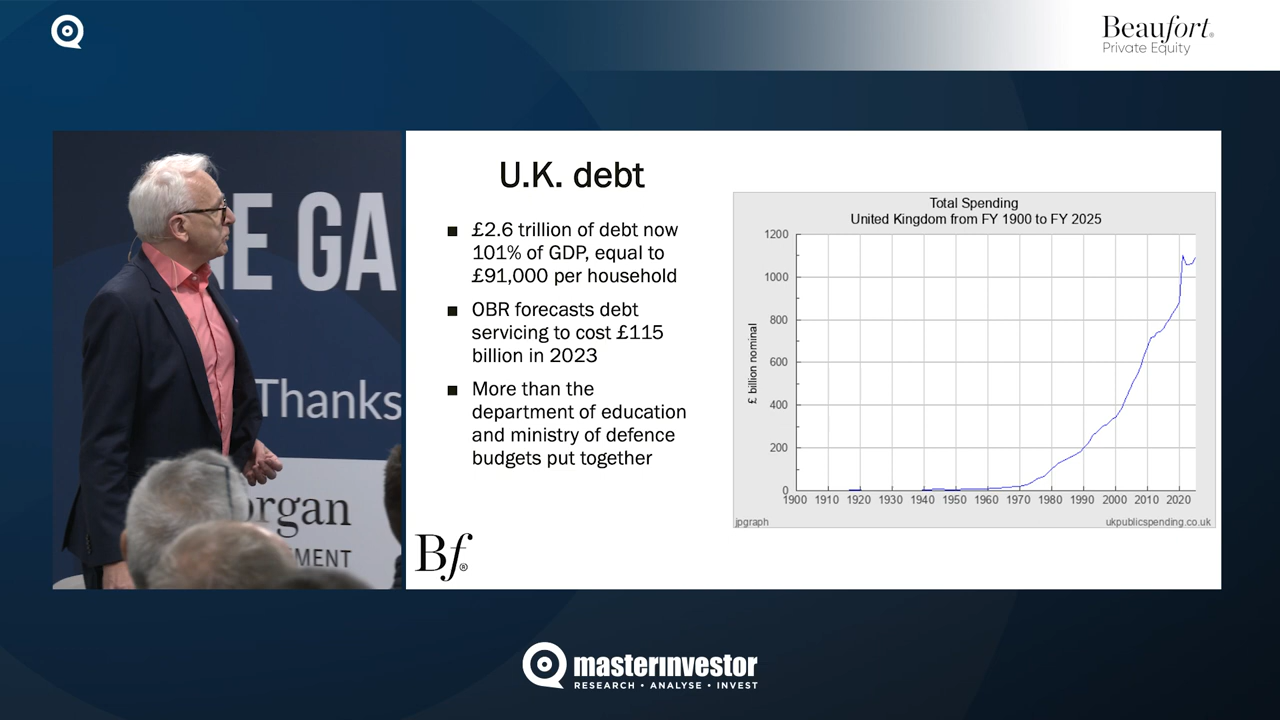 Beaufort®
Private Equity
NE GA
Thanks
organ
MENT
U.K. debt
£2.6 trillion of debt now
101% of GDP, equal to
£91,000 per household
OBR forecasts debt
servicing to cost £115
billion in 2023
More than the
department of education
and ministry of defence
budgets put together
Bf®
Total Spending
United Kingdom from FY 1900 to FY 2025
£ billion nominal
1200
1000
800
600
400
200
0
1900 1910 1920 1930 1940 1950 1960 1970 1980 1990 2000 2010 2020
jpgraph
ukpublicspending.co.uk
masterınvestor
RESEARCH • ANALYSE • INVEST